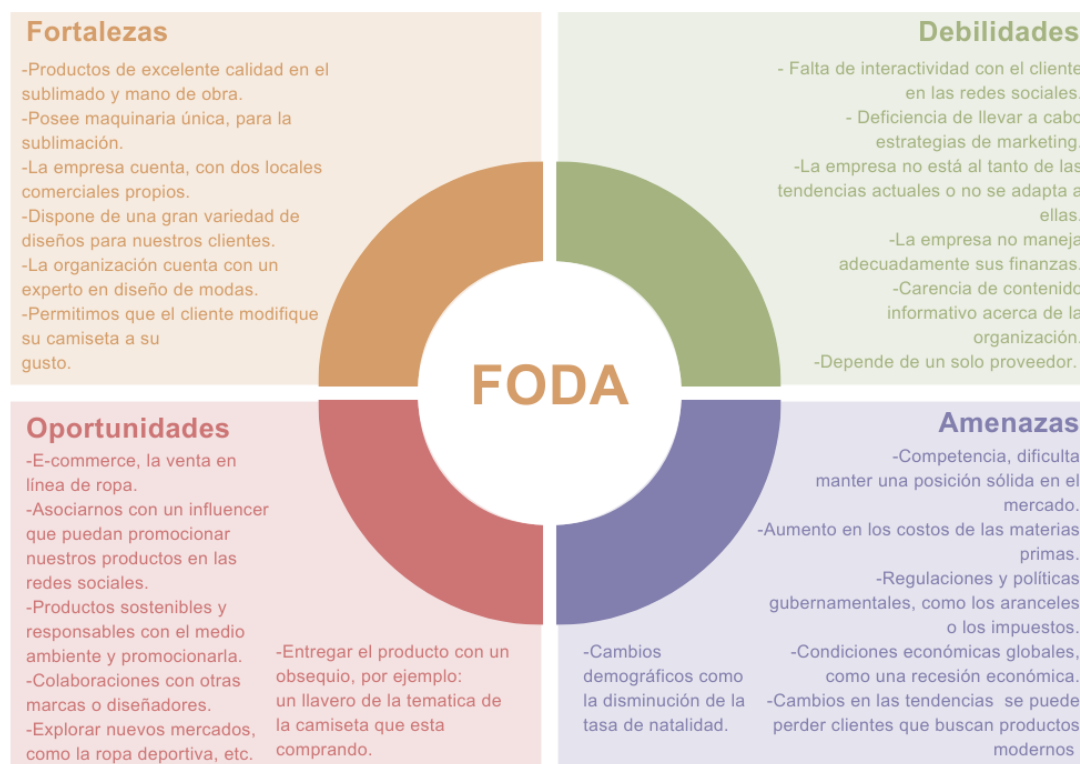 Fortalezas
-Productos de excelente calidad en el
sublimado y mano de obra.
-Posee maquinaria única, para la
sublimación.
-La empresa cuenta, con dos locales
comerciales propios.
-Dispone de una gran variedad de
diseños para nuestros clientes.
-La organización cuenta con un
experto en diseño de modas.
-Permitimos que el cliente modifique
su camiseta a su
gusto.
Debilidades
- Falta de interactividad con el cliente
en las redes sociales.
- Deficiencia de llevar a cabo
estrategias de marketing.
-La empresa no está al tanto de las
tendencias actuales o no se adapta a
ellas.
-La empresa no maneja
adecuadamente sus finanzas.
-Carencia de contenido
informativo acerca de la
organización.
-Depende de un solo proveedor.
FODA
Oportunidades
-E-commerce, la venta en
línea de ropa.
-Asociarnos con un influencer
que puedan promocionar
nuestros productos en las
redes sociales.
-Productos sostenibles y
responsables con el medio
ambiente y promocionarla.
-Colaboraciones con otras
marcas o diseñadores.
-Explorar nuevos mercados,
como la ropa deportiva, etc.
-Entregar el producto con un
obsequio, por ejemplo:
un llavero de la tematica de
la camiseta que esta
comprando.
Amenazas
-Competencia, dificulta
manter una posición sólida en el
mercado.
-Aumento en los costos de las materias
primas.
-Regulaciones y políticas
gubernamentales, como los aranceles
o los impuestos.
-Condiciones económicas globales,
como una recesión económica.
-Cambios en las tendencias se puede
perder clientes que buscan productos
modernos
-Cambios
demográficos como
la disminución de la
tasa de natalidad.